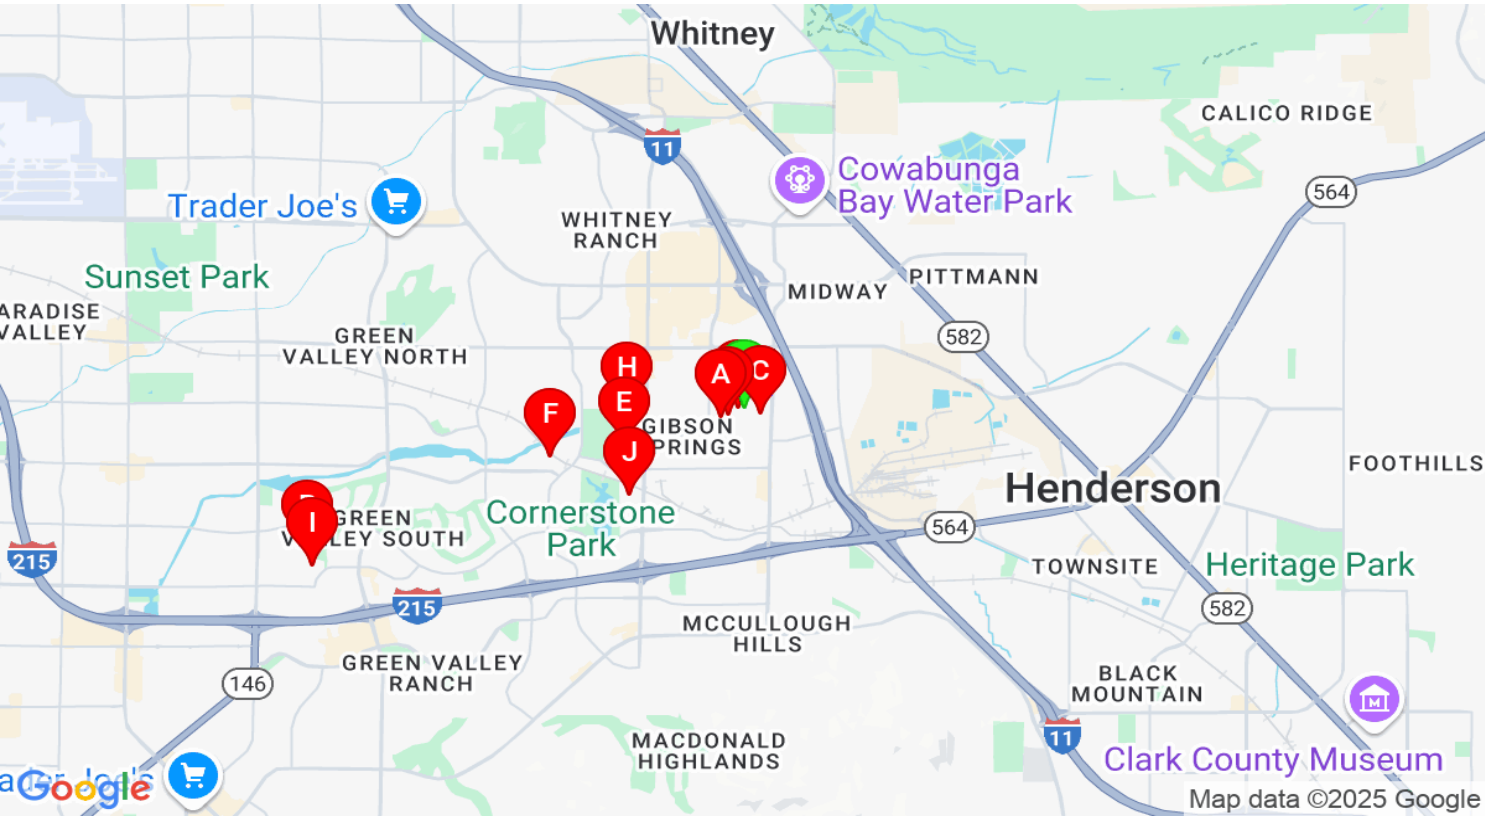 Whitney
CALICO RIDGE
11
Cowabunga
Bay Water Park
564
Trader Joe's
WHITNEY
RANCH
Sunset Park
PITTMANN
MIDWAY
ARADISE
VALLEY
GREEN
VALLEY NORTH
582
H
A
C
E
F
GIBSON
PRINGS
J
FOOTHILLS
Henderson
I
GREEN
V
LEY SOUTH
Cornerstone
Park
564
215
TOWNSITE
Heritage Park
215
582
MCCULLOUGH
HILLS
GREEN VALLEY
RANCH
146
BLACK
MOUNTAIN
11
MACDONALD
HIGHLANDS
Clark County Museum
ader Joe's
Google
Map data ©2025 Google